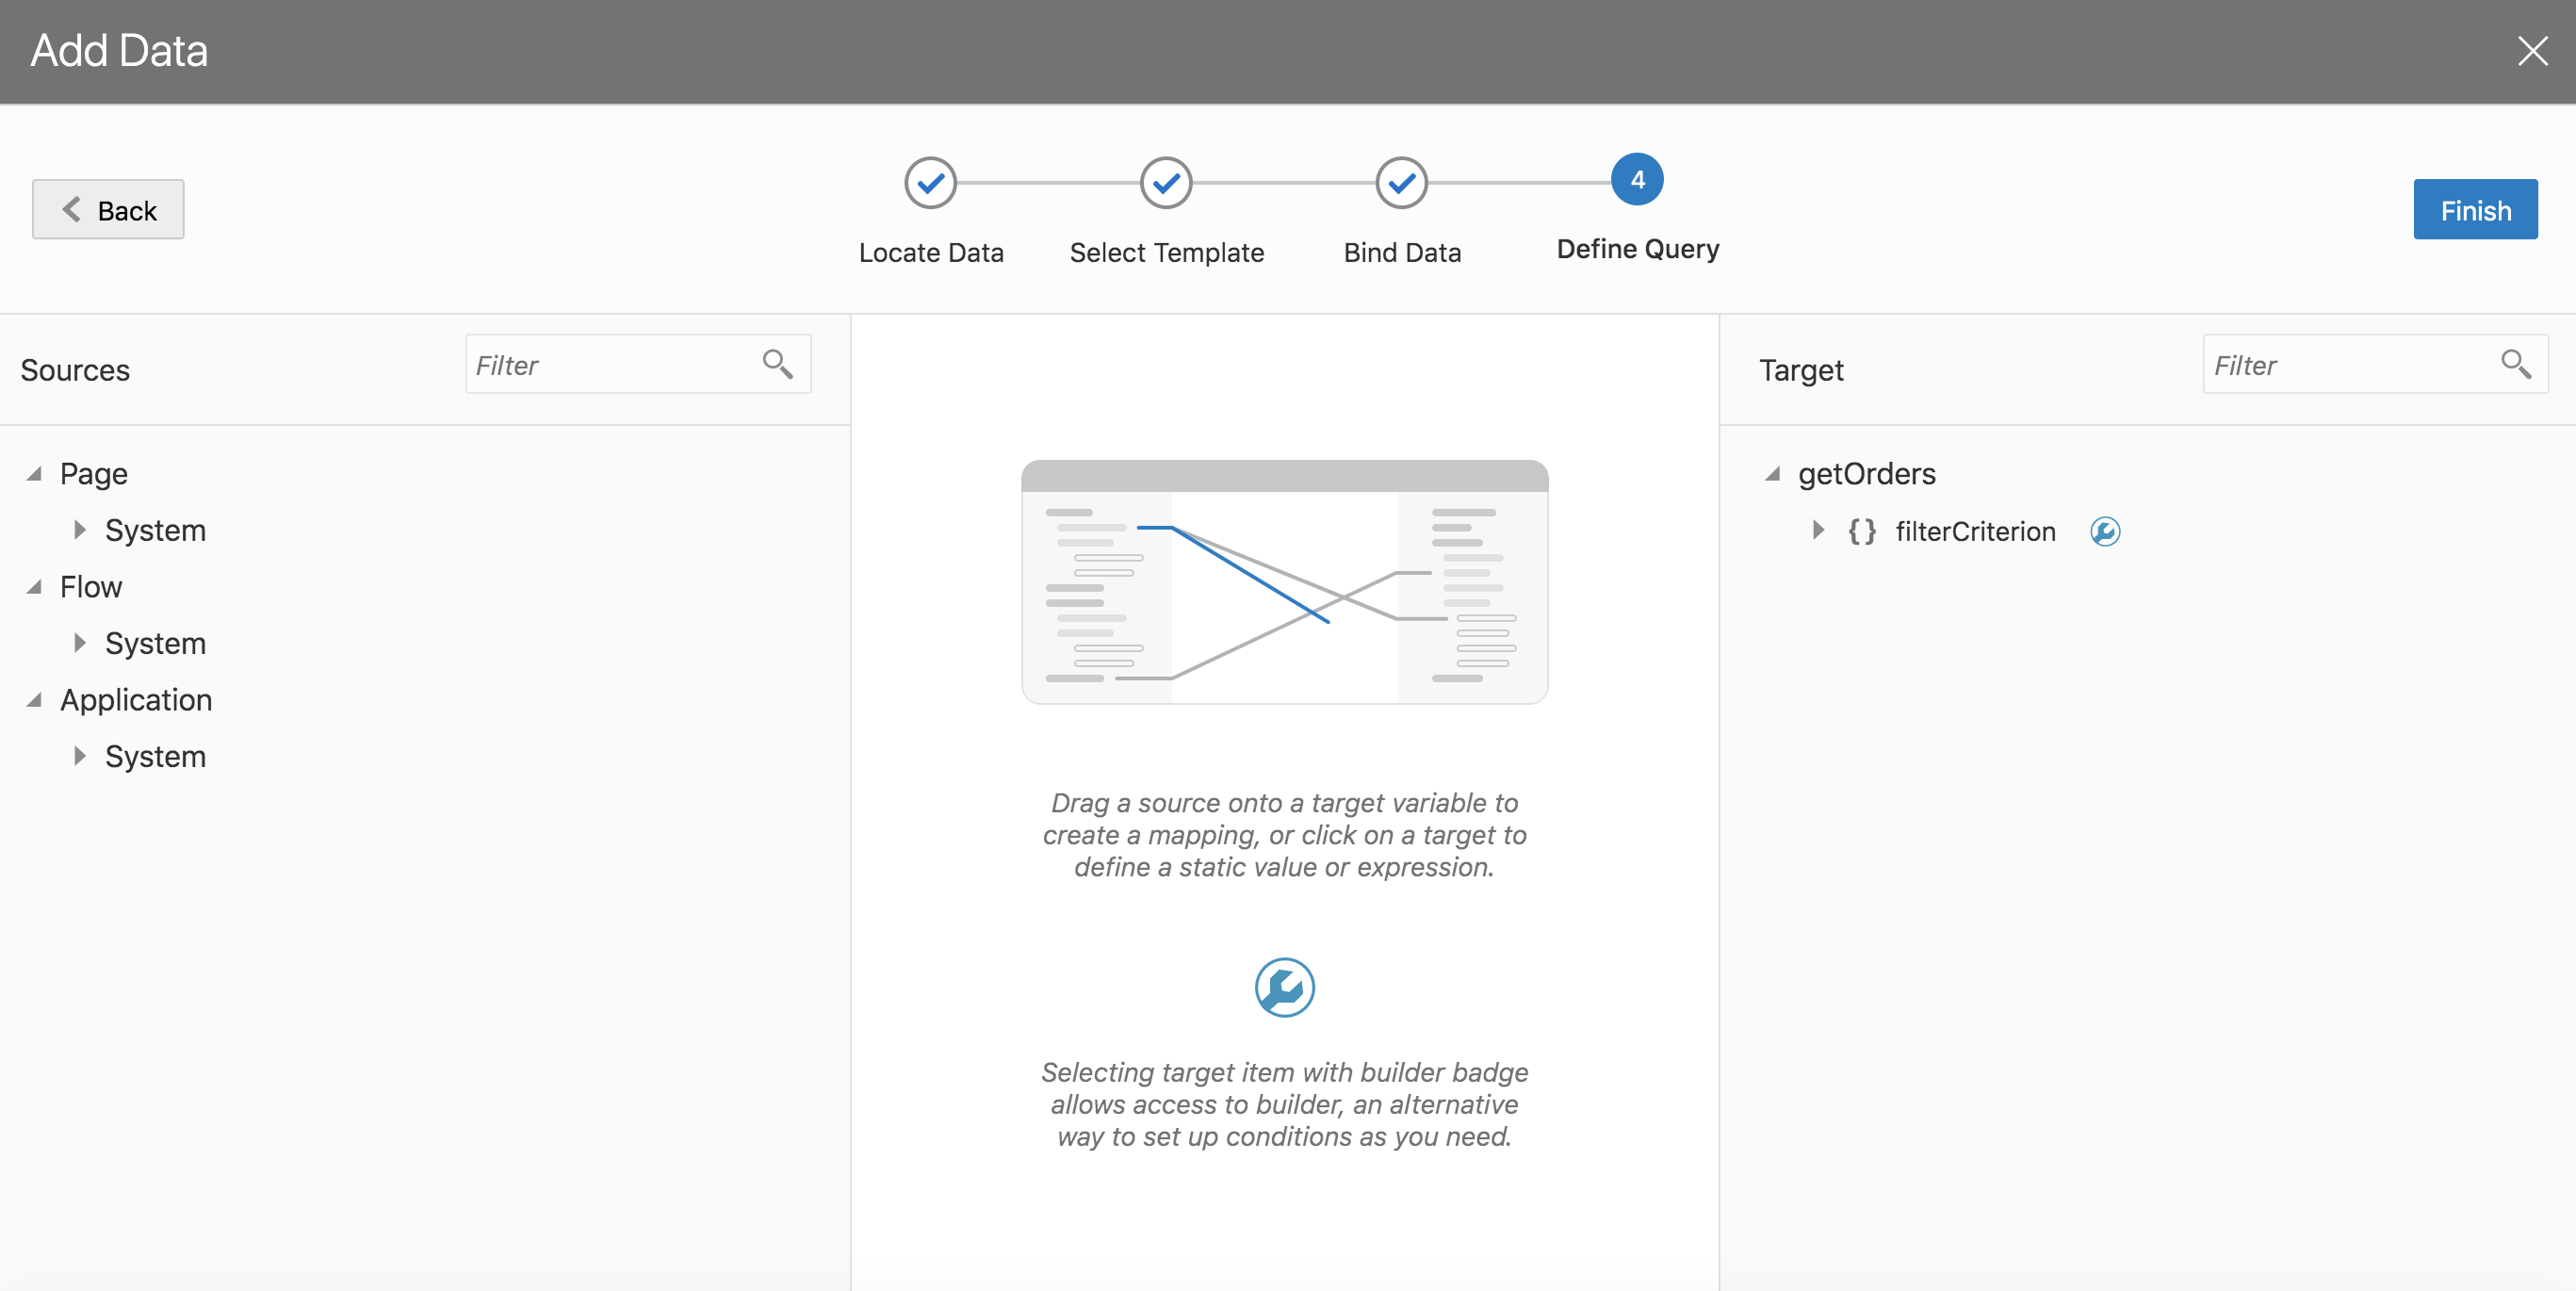 Add Data
Back
4
Locate Data
Select Template
Bind Data
Define Query
Finish
Sources
Filter
Page
System
Flow
System
Application
System
Drag a source onto a target variable to
create a mapping, or click on a target to
define a static value or expression.
Selecting target item with builder badge
allows access to builder, an alternative
way to set up conditions as you need.
Target
Filter
getOrders
{} filterCriterion